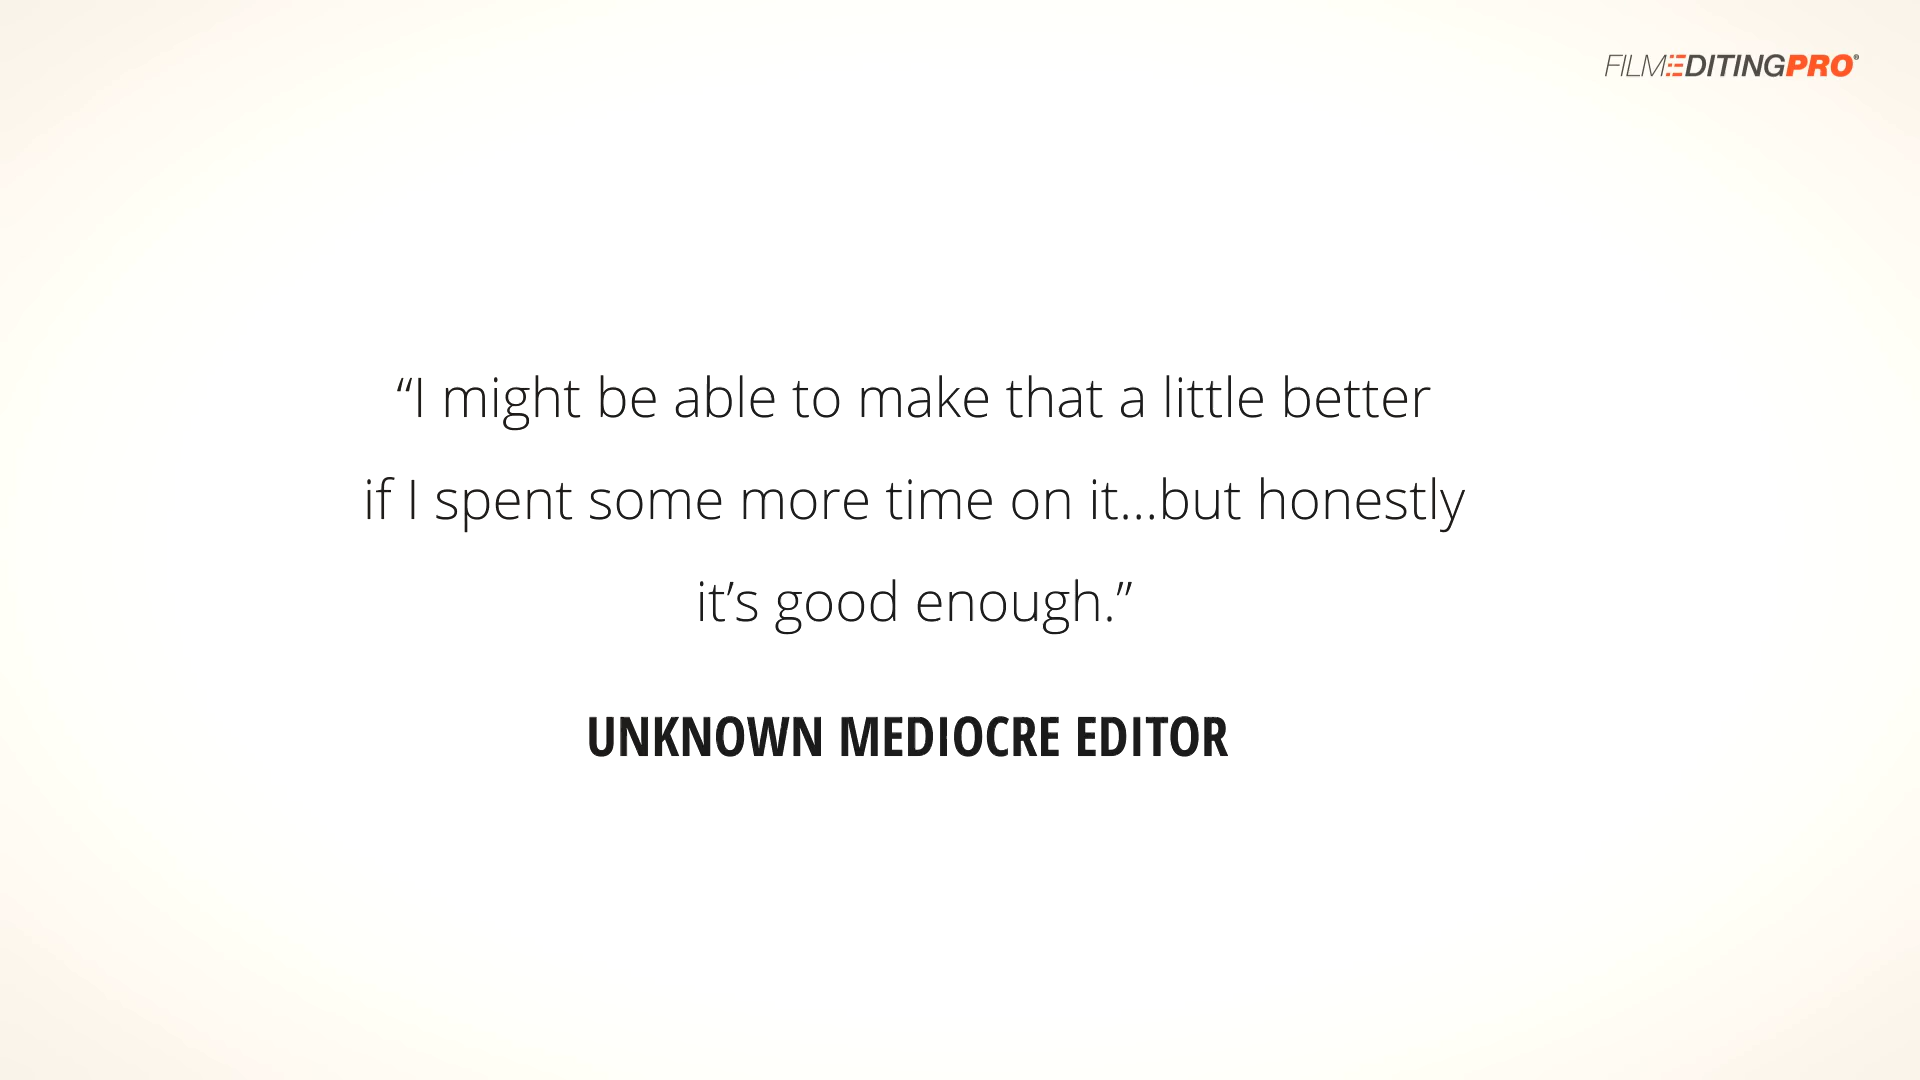 FILMEDITINGPRO®
“I might be able to make that a little better
if I spent some more time on it...but honestly
it’s good enough.”
UNKNOWN MEDIOCRE EDITOR